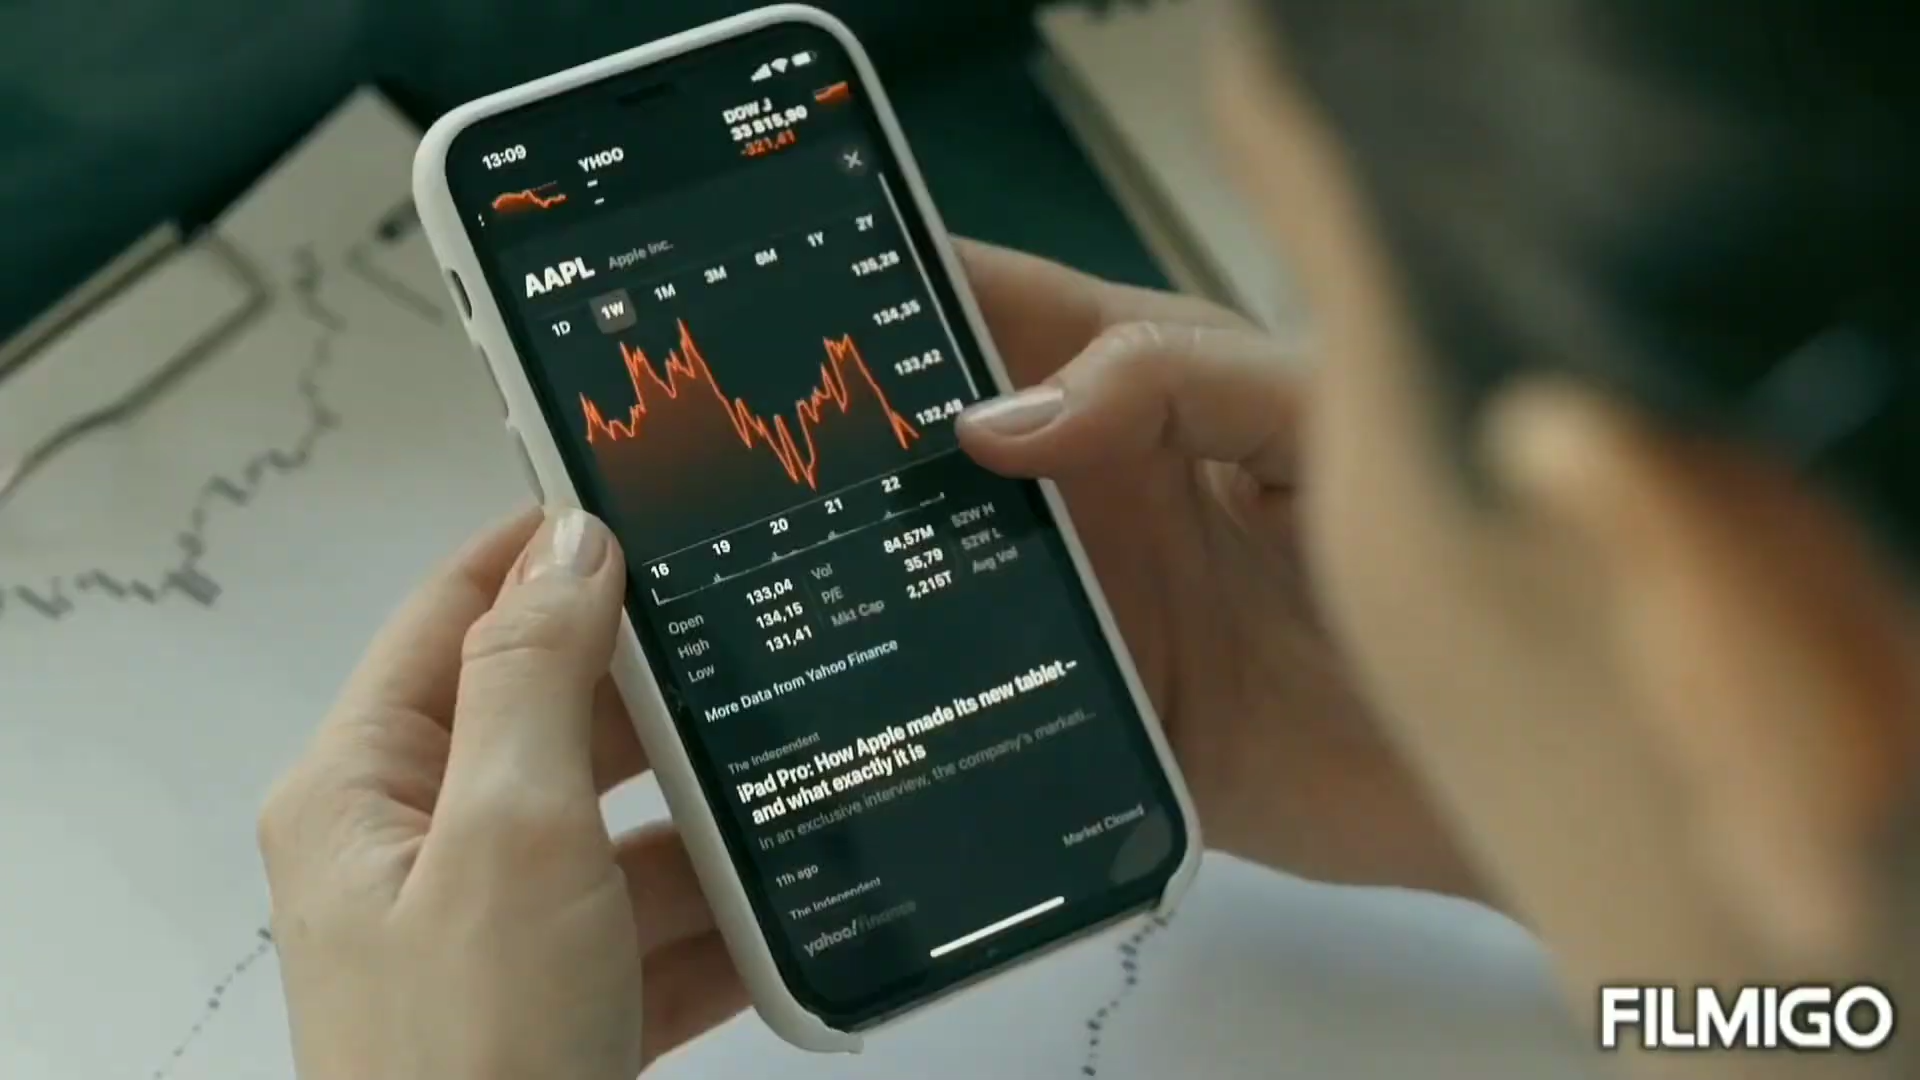 13:09
YHOO
–
–
DOW J
33 815,90
-321,41
AAPL Apple Inc.
1D 1W 1M 3M 6M 1Y 2Y
135,28
134,35
133,42
132,48
16 19 20 21 22
Open 133,04
High 134,15
Low 131,41
Vol 84,57M
P/E 35,79
Mkt Cap 2,215T
52W H
52W L
Avg Vol
More Data from Yahoo Finance
The Independent
iPad Pro: How Apple made its new tablet –
and what exactly it is
In an exclusive interview, the company's marketi...
11h ago
The Independent
yahoo/finance
Market Closed
FILMIGO